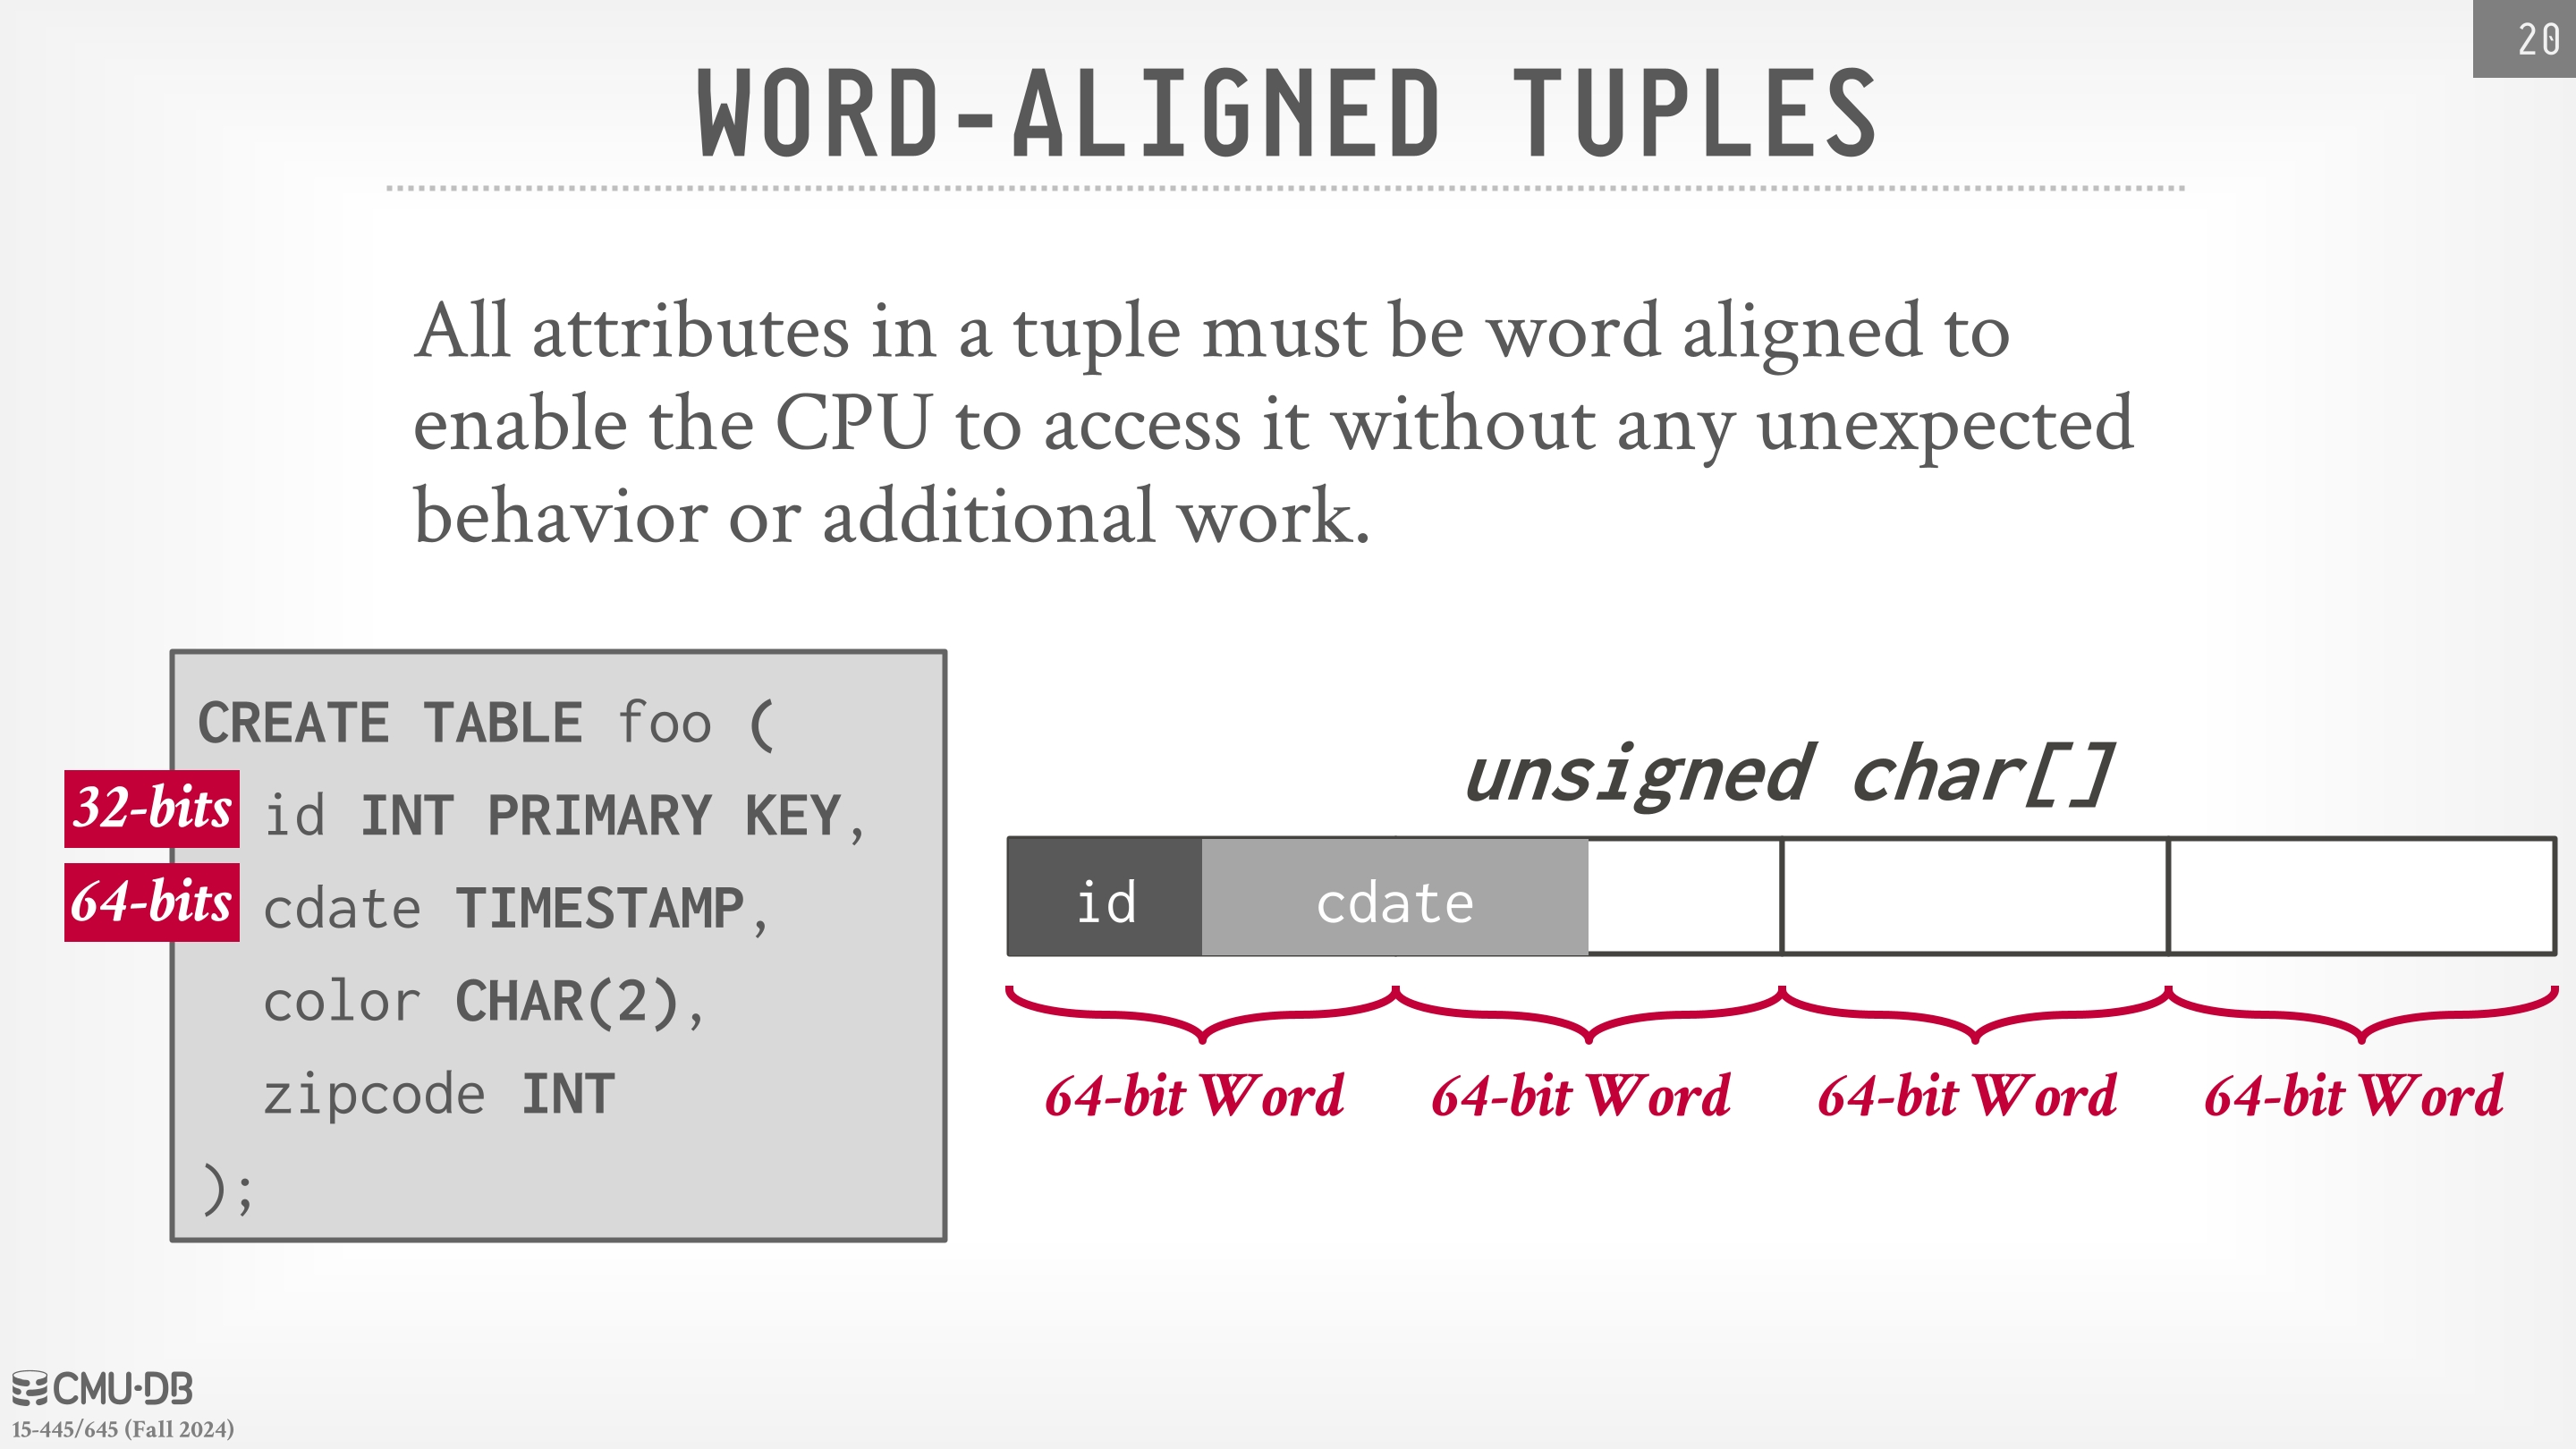 20
WORD-ALIGNED TUPLES
All attributes in a tuple must be word aligned to
enable the CPU to access it without any unexpected
behavior or additional work.
CREATE TABLE foo (
32-bits id INT PRIMARY KEY,
64-bits cdate TIMESTAMP,
color CHAR(2),
zipcode INT
);
unsigned char[]
id cdate
64-bit Word 64-bit Word 64-bit Word 64-bit Word
CMU·DB
15-445/645 (Fall 2024)